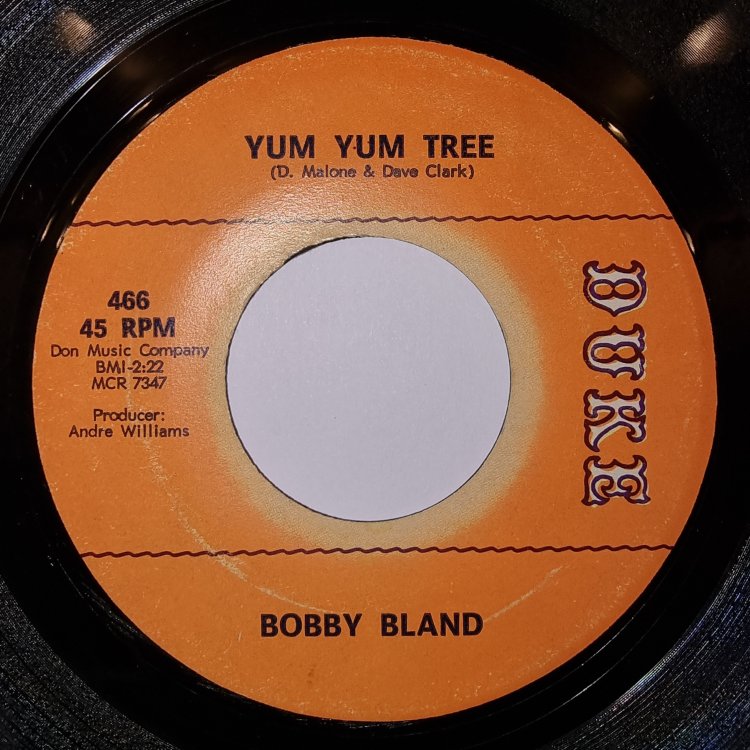 YUM YUM TREE
(D. Malone & Dave Clark)
466
45 RPM
Don Music Company
BMI-2:22
MCR 7347
Producer:
Andre Williams
DUKE
BOBBY BLAND